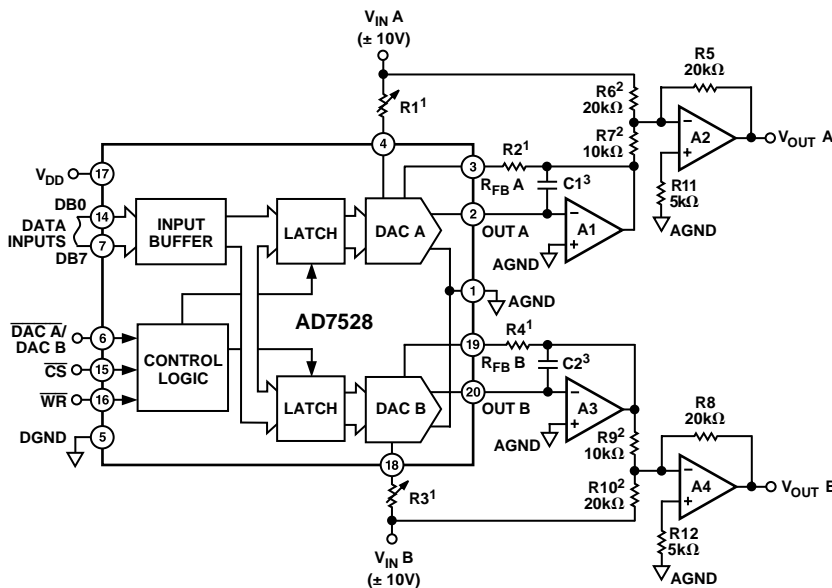 V_IN A
(± 10V)
R1¹
R6²
20kΩ
R5
20kΩ
R7²
10kΩ
A2
V_OUT A
R11
5kΩ
AGND
4
3
R2¹
R_FB A
C1³
V_DD
17
DB0
14
DATA
INPUTS
7
DB7
INPUT
BUFFER
LATCH
DAC A
2
OUT A
A1
AGND
1
AGND
AD7528
D̅A̅C̅ ̅A̅/
DAC B
6
C̅S̅
15
W̅R̅
16
DGND
5
CONTROL
LOGIC
LATCH
DAC B
19
R4¹
R_FB B
C2³
20
OUT B
A3
AGND
R9²
10kΩ
R8
20kΩ
R10²
20kΩ
A4
V_OUT B
R12
5kΩ
AGND
18
R3¹
V_IN B
(± 10V)